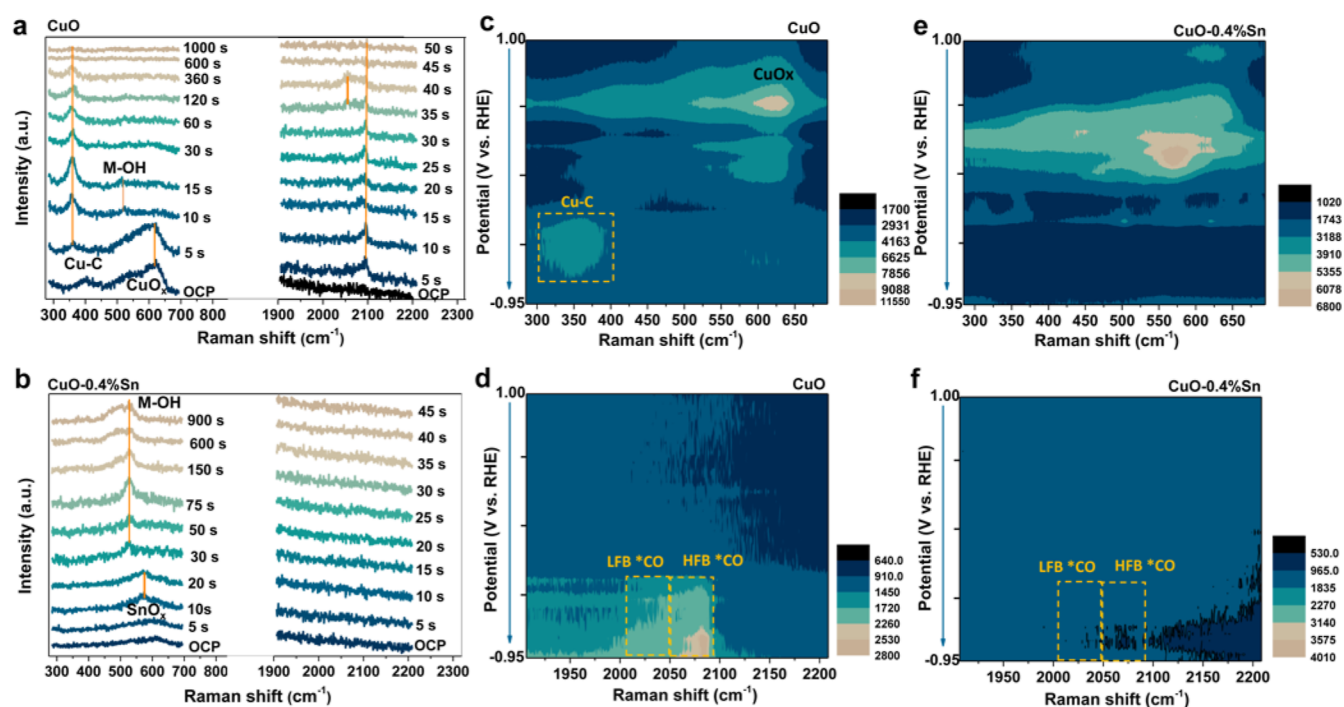 a
CuO
Intensity (a.u.)
1000 s
600 s
360 s
120 s
60 s
30 s
M-OH
15 s
10 s
5 s
Cu-C
CuOx
OCP
300 400 500 600 700 800
50 s
45 s
40 s
35 s
30 s
25 s
20 s
15 s
10 s
5 s
OCP
1900 2000 2100 2200 2300
Raman shift (cm-1)
c
CuO
1.00
CuOx
Potential (V vs. RHE)
Cu-C
-0.95
300 350 400 450 500 550 600 650
Raman shift (cm-1)
1700
2931
4163
6625
7856
9088
11550
e
CuO-0.4%Sn
1.00
Potential (V vs. RHE)
-0.95
300 350 400 450 500 550 600 650
Raman shift (cm-1)
1020
1743
3188
3910
5355
6078
6800
b
CuO-0.4%Sn
Intensity (a.u.)
M-OH
900 s
600 s
150 s
75 s
50 s
30 s
20 s
10s
SnOx
5 s
OCP
300 400 500 600 700 800
45 s
40 s
35 s
30 s
25 s
20 s
15 s
10 s
5 s
OCP
1900 2000 2100 2200 2300
Raman shift (cm-1)
d
CuO
1.00
Potential (V vs. RHE)
LFB *CO
HFB *CO
-0.95
1950 2000 2050 2100 2150 2200
Raman shift (cm-1)
640.0
910.0
1450
1720
2260
2530
2800
f
CuO-0.4%Sn
1.00
Potential (V vs. RHE)
LFB *CO
HFB *CO
-0.95
1950 2000 2050 2100 2150 2200
Raman shift (cm-1)
530.0
965.0
1835
2270
3140
3575
4010